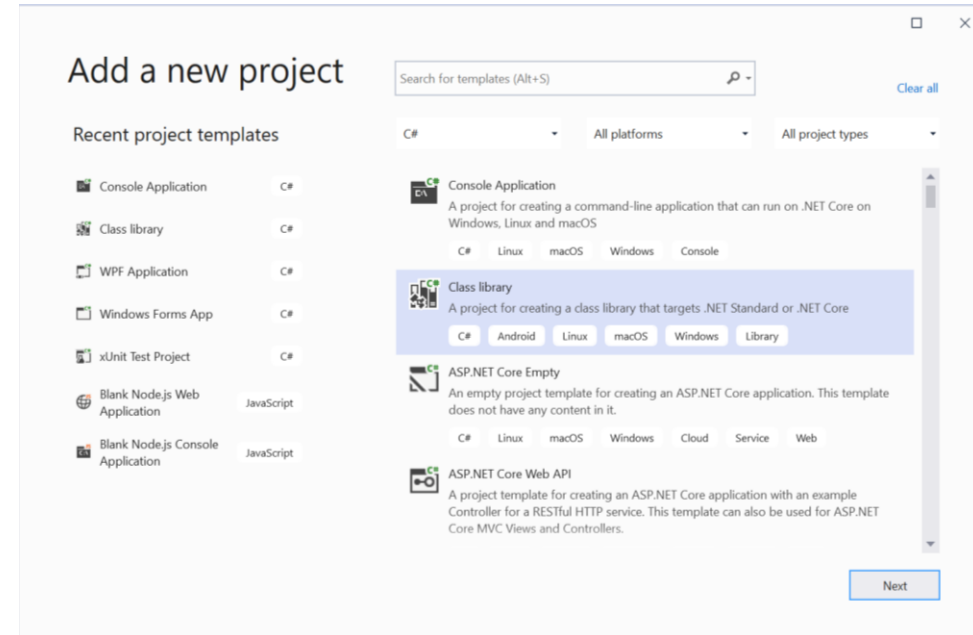 Add a new project
Search for templates (Alt+S)
Clear all
Recent project templates
C#
All platforms
All project types
Console Application
C#
Class library
C#
WPF Application
C#
Windows Forms App
C#
xUnit Test Project
C#
Blank Node.js Web
Application
JavaScript
Blank Node.js Console
Application
JavaScript
Console Application
A project for creating a command-line application that can run on .NET Core on
Windows, Linux and macOS
C# Linux macOS Windows Console
Class library
A project for creating a class library that targets .NET Standard or .NET Core
C# Android Linux macOS Windows Library
ASP.NET Core Empty
An empty project template for creating an ASP.NET Core application. This template
does not have any content in it.
C# Linux macOS Windows Cloud Service Web
ASP.NET Core Web API
A project template for creating an ASP.NET Core application with an example
Controller for a RESTful HTTP service. This template can also be used for ASP.NET
Core MVC Views and Controllers.
Next